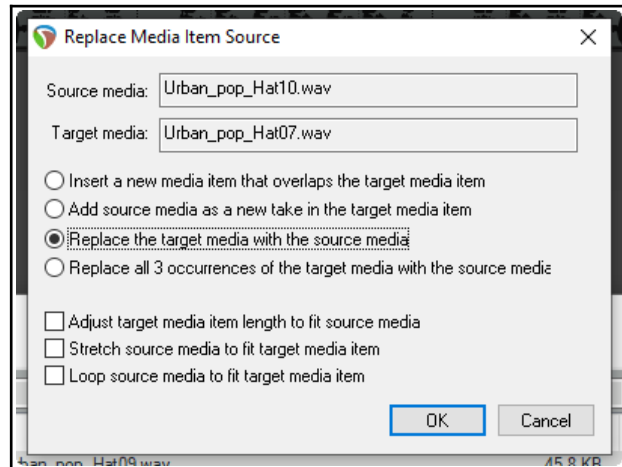 Replace Media Item Source
Source media: Urban_pop_Hat10.wav
Target media: Urban_pop_Hat07.wav
Insert a new media item that overlaps the target media item
Add source media as a new take in the target media item
Replace the target media with the source media
Replace all 3 occurrences of the target media with the source media
Adjust target media item length to fit source media
Stretch source media to fit target media item
Loop source media to fit target media item
OK Cancel
ban_pop_Hat09.wav 45.8 KB